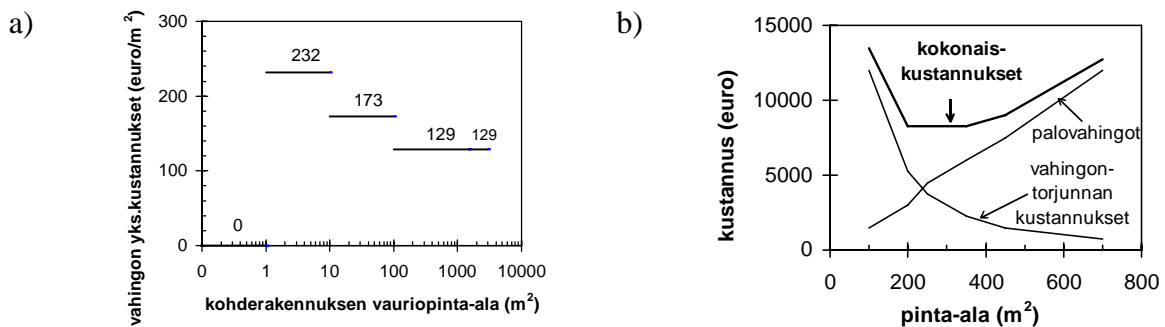 a)
vahingon yks.kustannukset (euro/m²)
300
200
100
0
232
173
129
129
0
0
1
10
100
1000
10000
kohderakennuksen vauriopinta-ala (m²)
b)
kustannus (euro)
15000
10000
5000
0
kokonais-
kustannukset
palovahingot
vahingon-
torjunnan
kustannukset
0
200
400
600
800
pinta-ala (m²)